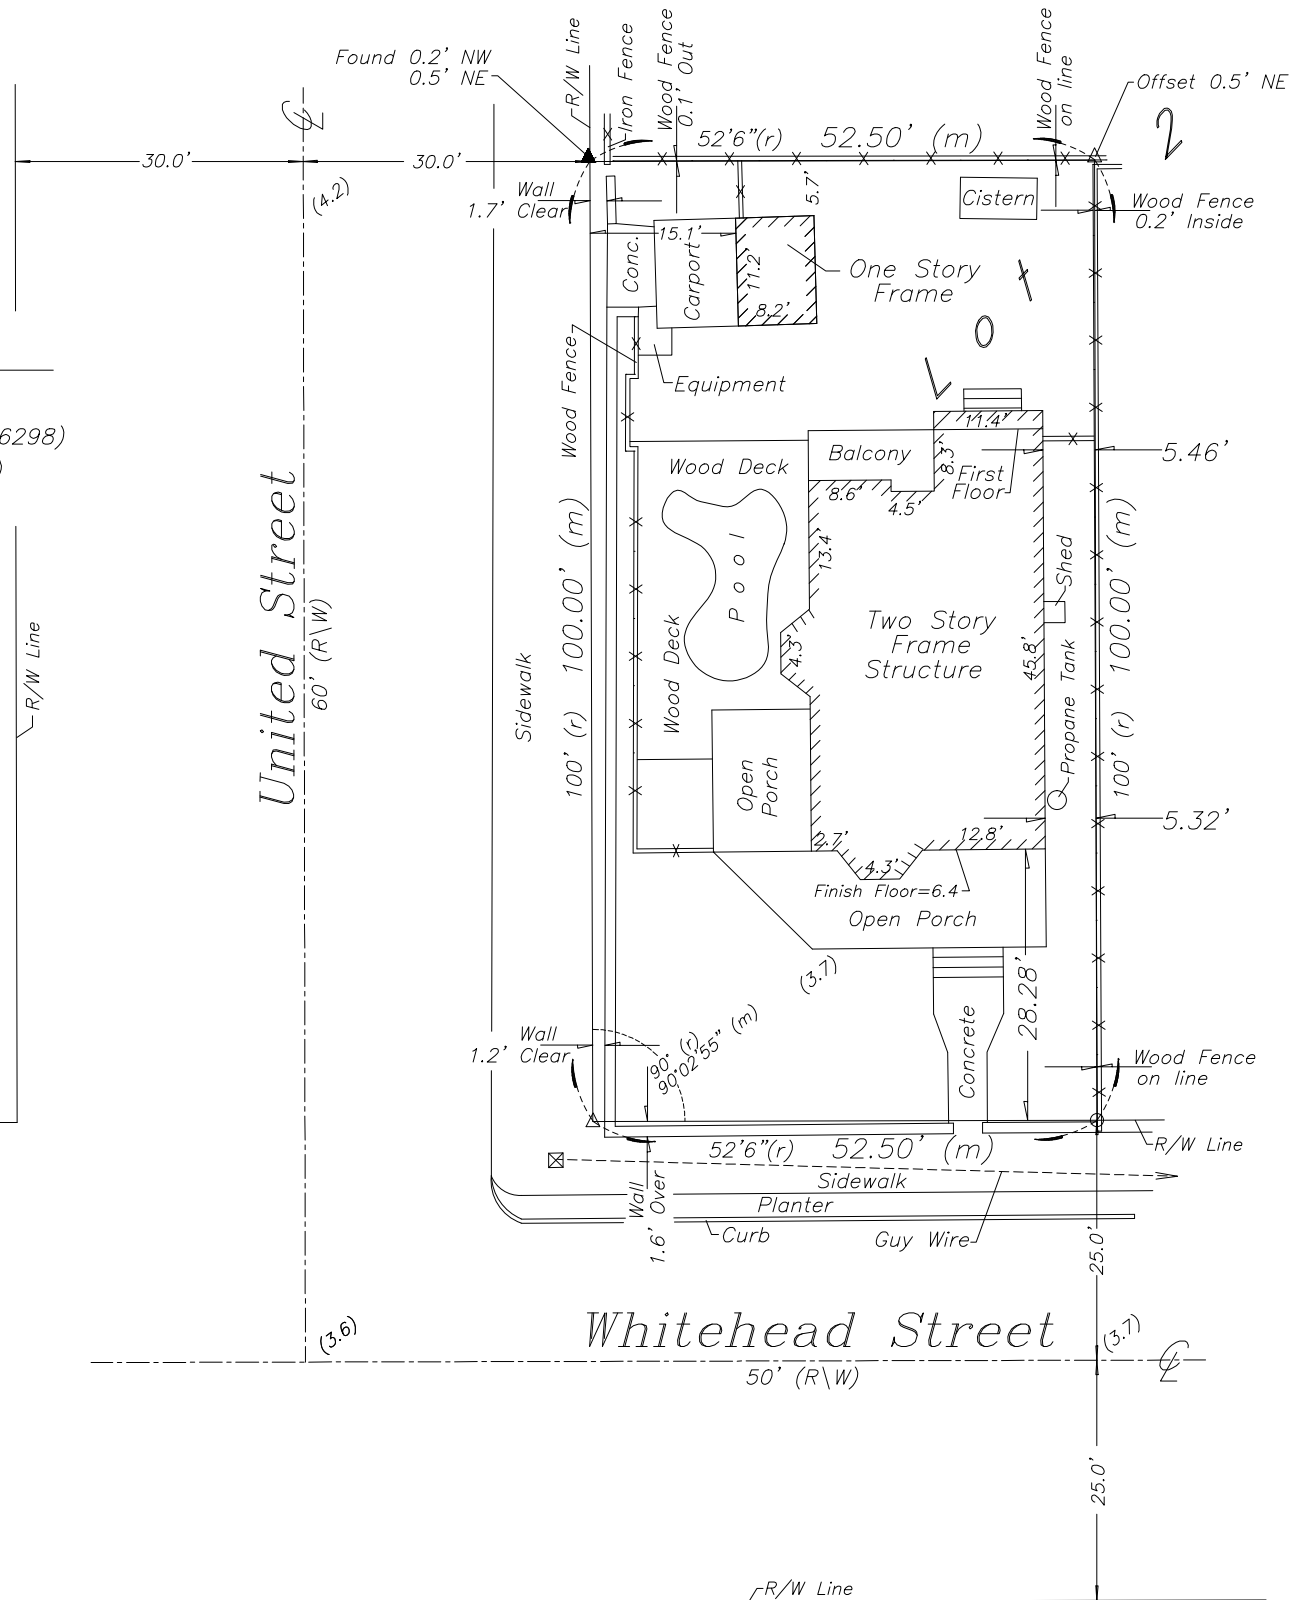 R/W Line
Iron Fence
Wood Fence
0.1' Out
Wood Fence
on line
Found 0.2' NW
0.5' NE
Offset 0.5' NE
2
℄
52'6"(r)
52.50' (m)
30.0'
30.0'
(4.2)
Wall
1.7' Clear
5.7'
Cistern
Wood Fence
0.2' Inside
15.1'
Conc.
Carport
11.2'
8.2'
One Story
Frame
Lot
Wood Fence
Equipment
6298)
)
11.4'
Balcony
8.3'
First
Floor
5.46'
Wood Deck
8.6'
4.5'
United Street
60' (R\W)
R/W Line
Sidewalk
100' (r)
100.00' (m)
13.4'
Pool
Shed
100' (r)
100.00' (m)
Two Story
Frame
Structure
4.3'
45.8'
Wood Deck
Propane Tank
Open
Porch
5.32'
2.7'
12.8'
4.3'
Finish Floor=6.4
Open Porch
(3.7)
28.28'
Concrete
Wall
1.2' Clear
90° (r)
90°02'55" (m)
Wood Fence
on line
52'6"(r)
52.50' (m)
R/W Line
Sidewalk
Planter
Wall
1.6' Over
Curb
Guy Wire
25.0'
Whitehead Street
(3.6)
(3.7)
℄
50' (R\W)
25.0'
R/W Line